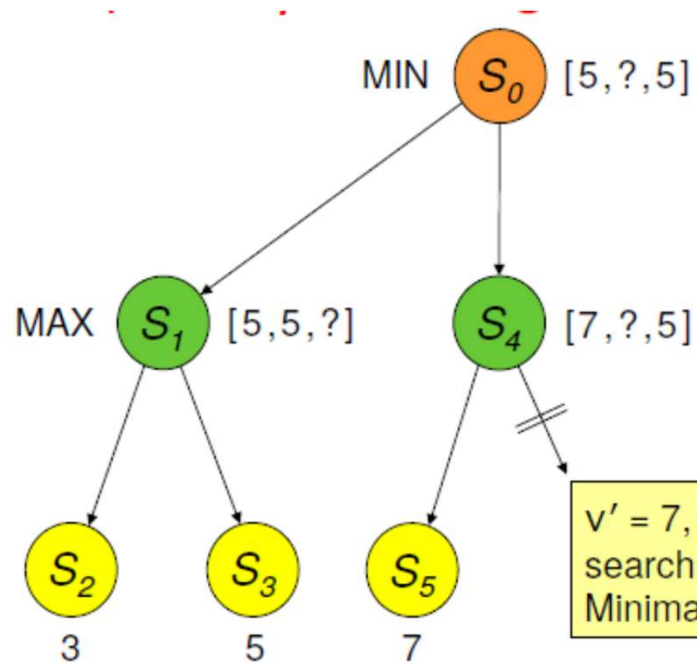 MIN S₀ [5,?,5]
MAX S₁ [5,5,?] S₄ [7,?,5]
S₂ S₃ S₅
3 5 7
v′ = 7,
search
Minima